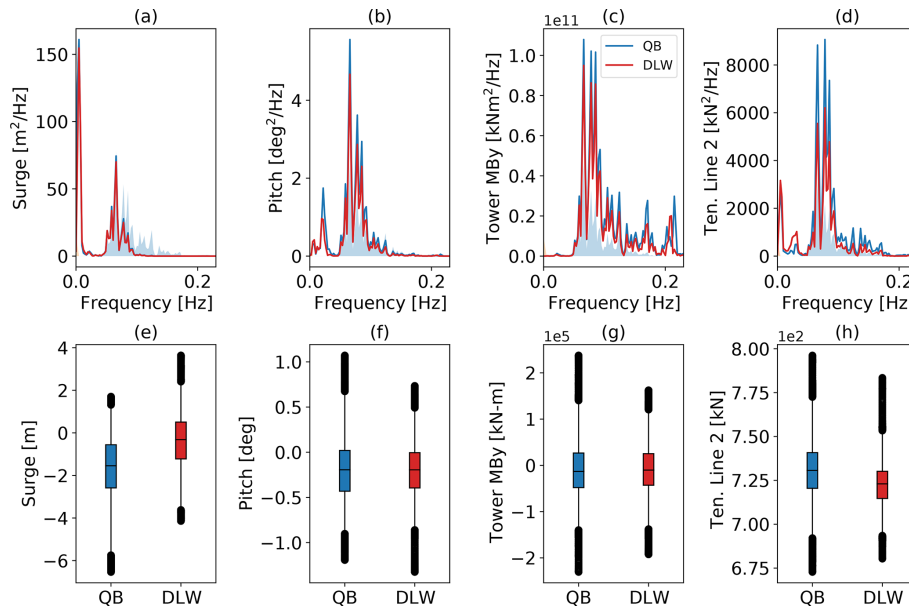 (a)
(b)
(c)
(d)
1e11
Surge [m²/Hz]
150
100
50
0
0.0
0.2
Frequency [Hz]
Pitch [deg²/Hz]
4
2
0
0.0
0.2
Frequency [Hz]
Tower MBy [kNm²/Hz]
1.0
0.8
0.6
0.4
0.2
0.0
0.0
0.2
Frequency [Hz]
QB
DLW
Ten. Line 2 [kN²/Hz]
8000
6000
4000
2000
0
0.0
0.2
Frequency [Hz]
(e)
(f)
(g)
(h)
Surge [m]
4
2
0
−2
−4
−6
QB
DLW
Pitch [deg]
1.0
0.5
0.0
−0.5
−1.0
QB
DLW
1e5
Tower MBy [kN-m]
2
1
0
−1
−2
QB
DLW
1e2
Ten. Line 2 [kN]
8.00
7.75
7.50
7.25
7.00
6.75
QB
DLW